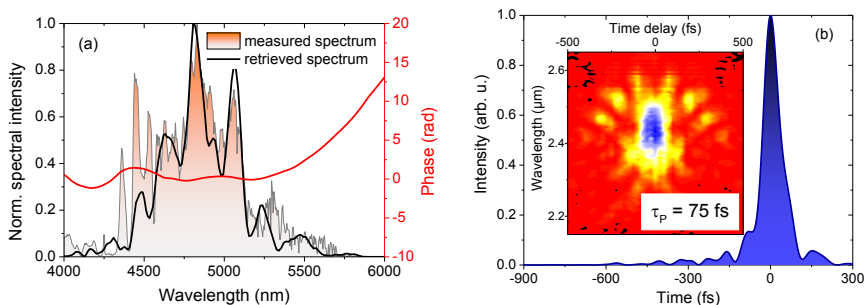 (a)
measured spectrum
retrieved spectrum
Norm. spectral intensity
1.0
0.8
0.6
0.4
0.2
0.0
20
15
10
5
0
-5
-10
Phase (rad)
4000 4500 5000 5500 6000
Wavelength (nm)
(b)
Time delay (fs)
-500 0 500
Intensity (arb. u.)
1.0
0.8
0.6
0.4
0.2
0.0
Wavelength (µm)
2.6
2.4
2.2
τP = 75 fs
-900 -600 -300 0 300
Time (fs)